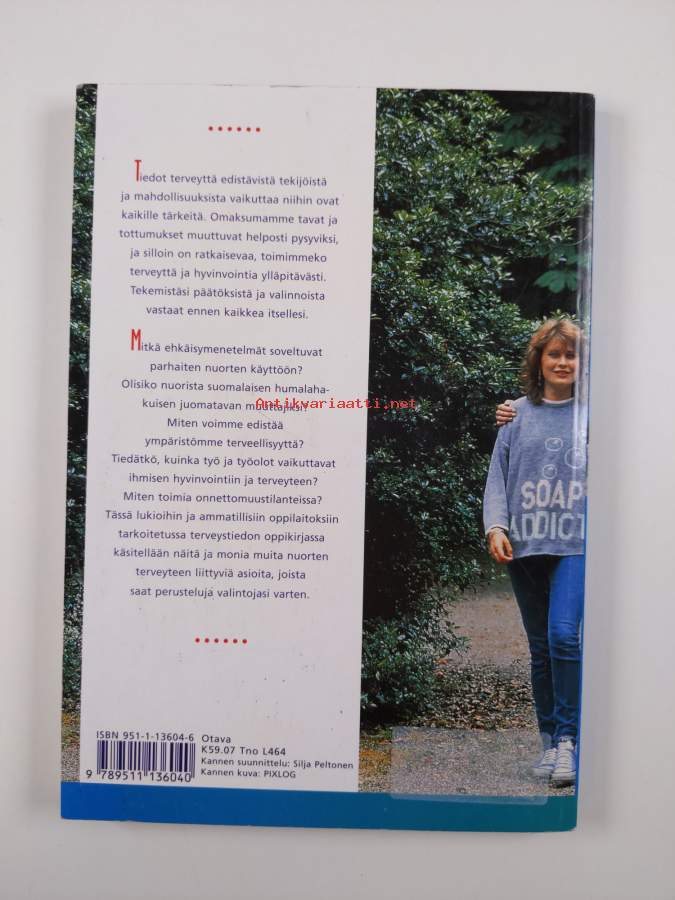 Tiedot terveyttä edistävistä tekijöistä
ja mahdollisuuksista vaikuttaa niihin ovat
kaikille tärkeitä. Omaksumamme tavat ja
tottumukset muuttuvat helposti pysyviksi,
ja silloin on ratkaisevaa, toimimmeko
terveyttä ja hyvinvointia ylläpitävästi.
Tekemistäsi päätöksistä ja valinnoista
vastaat ennen kaikkea itsellesi.
Mitkä ehkäisymenetelmät soveltuvat
parhaiten nuorten käyttöön?
Olisiko nuorista suomalaisen humalaha-
kuisen juomatavan muuttajiksi?
Antikvariaatti.net
Miten voimme edistää
ympäristömme terveellisyyttä?
Tiedätkö, kuinka työ ja työolot vaikuttavat
ihmisen hyvinvointiin ja terveyteen?
Miten toimia onnettomuustilanteissa?
Tässä lukioihin ja ammatillisiin oppilaitoksiin
tarkoitetussa terveystiedon oppikirjassa
käsitellään näitä ja monia muita nuorten
terveyteen liittyviä asioita, joista
saat perusteluja valintojasi varten.
SOAP
ADDICT
ISBN 951-1-13604-6
9 789511 136040
Otava
K59.07 Tno L464
Kannen suunnittelu: Silja Peltonen
Kannen kuva: PIXLOG